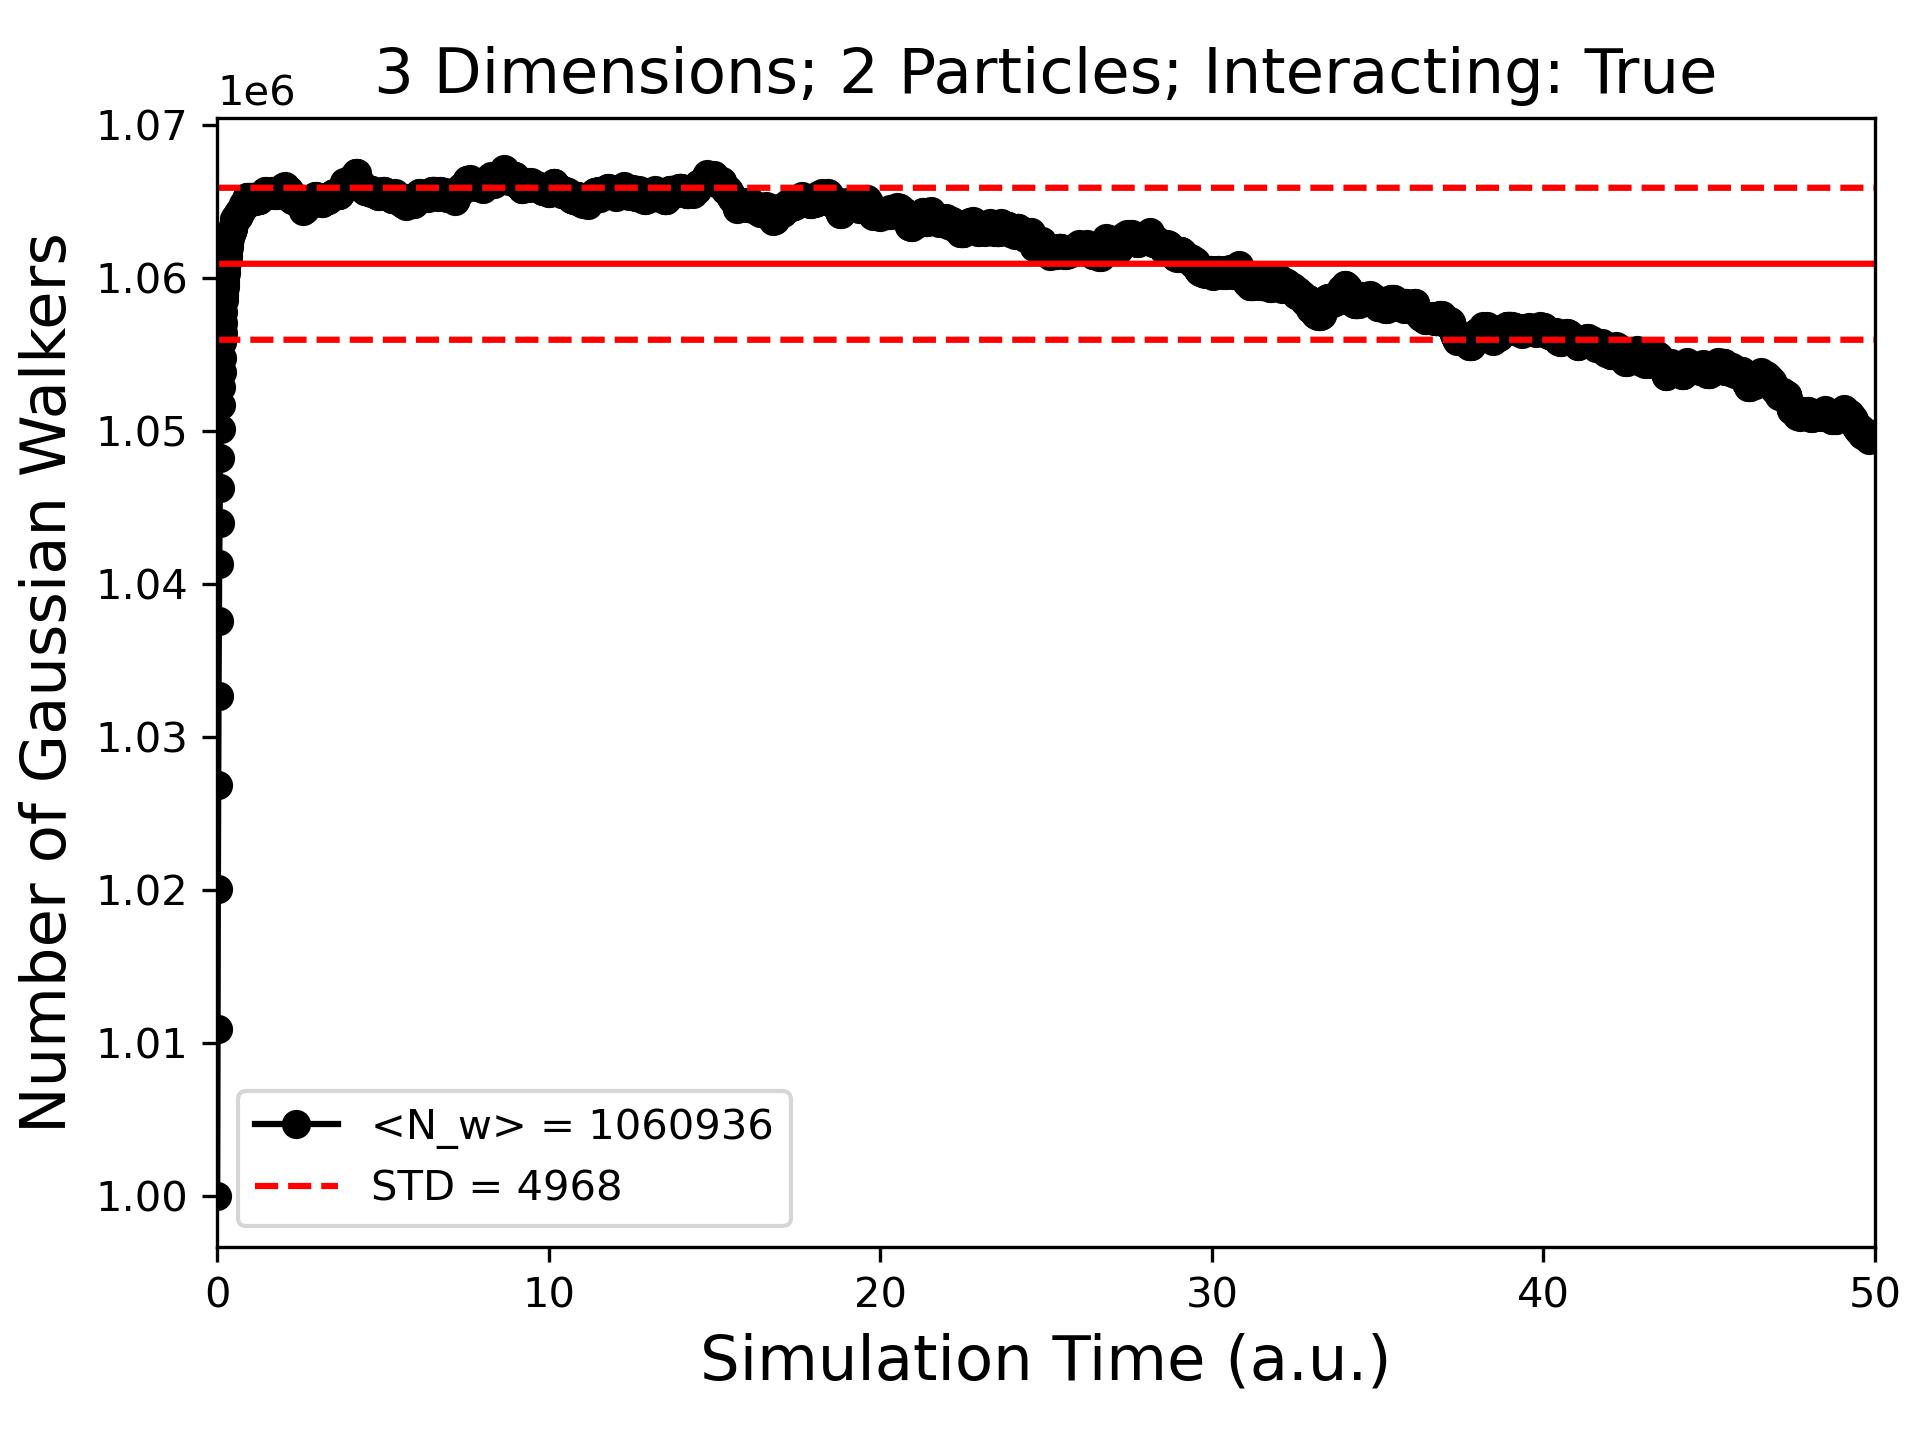 3 Dimensions; 2 Particles; Interacting: True
1e6
1.07
1.06
1.05
1.04
1.03
1.02
1.01
1.00
Number of Gaussian Walkers
<N_w> = 1060936
STD = 4968
0 10 20 30 40 50
Simulation Time (a.u.)